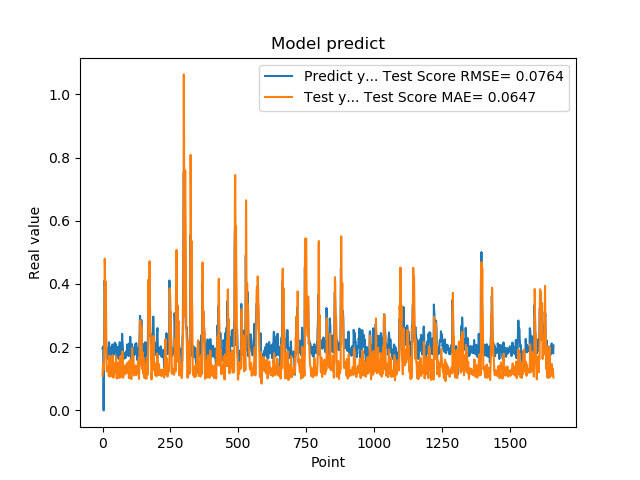 Model predict
Predict y... Test Score RMSE= 0.0764
Test y... Test Score MAE= 0.0647
Real value
1.0
0.8
0.6
0.4
0.2
0.0
0 250 500 750 1000 1250 1500
Point